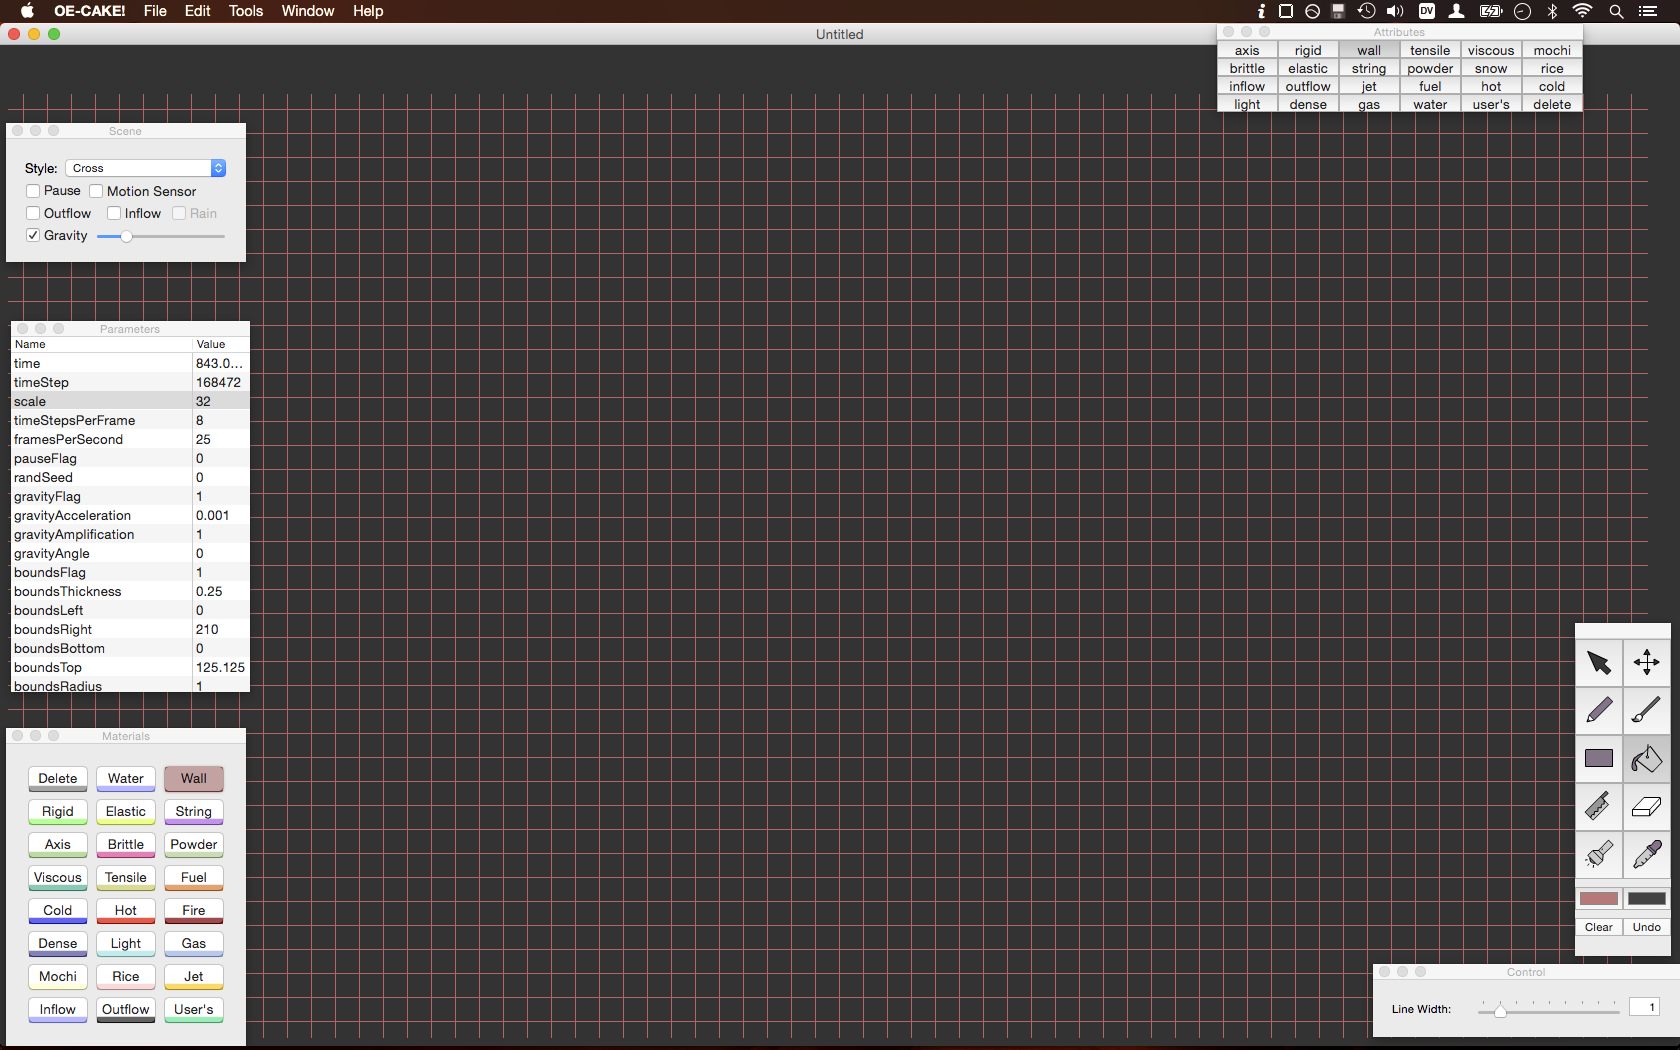 OE-CAKE! File Edit Tools Window Help
DV
Untitled
Attributes
axis rigid wall tensile viscous mochi
brittle elastic string powder snow rice
inflow outflow jet fuel hot cold
light dense gas water user's delete
Scene
Style: Cross
Pause Motion Sensor
Outflow Inflow Rain
Gravity
Parameters
Name Value
time 843.0...
timeStep 168472
scale 32
timeStepsPerFrame 8
framesPerSecond 25
pauseFlag 0
randSeed 0
gravityFlag 1
gravityAcceleration 0.001
gravityAmplification 1
gravityAngle 0
boundsFlag 1
boundsThickness 0.25
boundsLeft 0
boundsRight 210
boundsBottom 0
boundsTop 125.125
boundsRadius 1
Materials
Delete Water Wall
Rigid Elastic String
Axis Brittle Powder
Viscous Tensile Fuel
Cold Hot Fire
Dense Light Gas
Mochi Rice Jet
Inflow Outflow User's
Clear Undo
Control
Line Width: 1